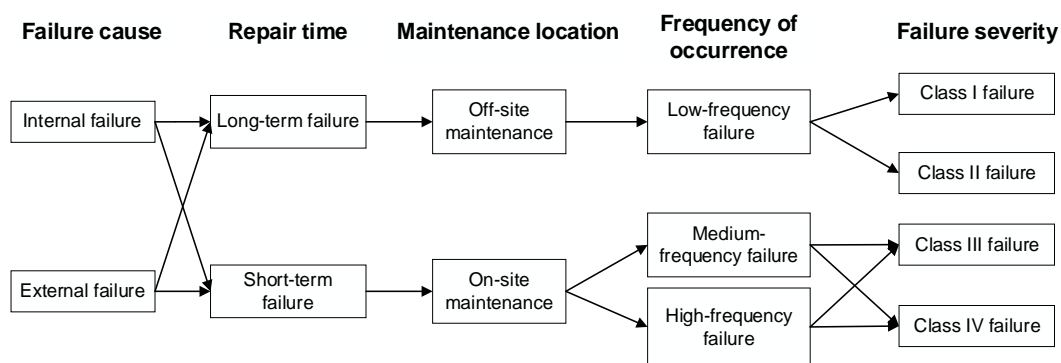 Failure cause
Repair time
Maintenance location
Frequency of
occurrence
Failure severity
Internal failure
External failure
Long-term failure
Short-term
failure
Off-site
maintenance
On-site
maintenance
Low-frequency
failure
Medium-
frequency failure
High-frequency
failure
Class I failure
Class II failure
Class III failure
Class IV failure